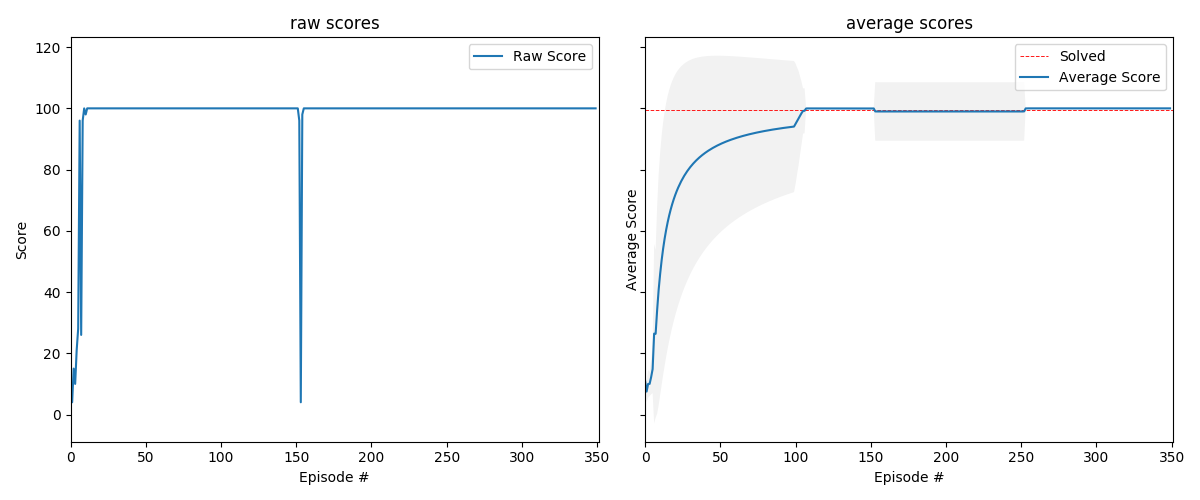 raw scores
120
100
80
60
40
20
0
Score
Raw Score
0 50 100 150 200 250 300 350
Episode #
average scores
Average Score
Solved
Average Score
0 50 100 150 200 250 300 350
Episode #